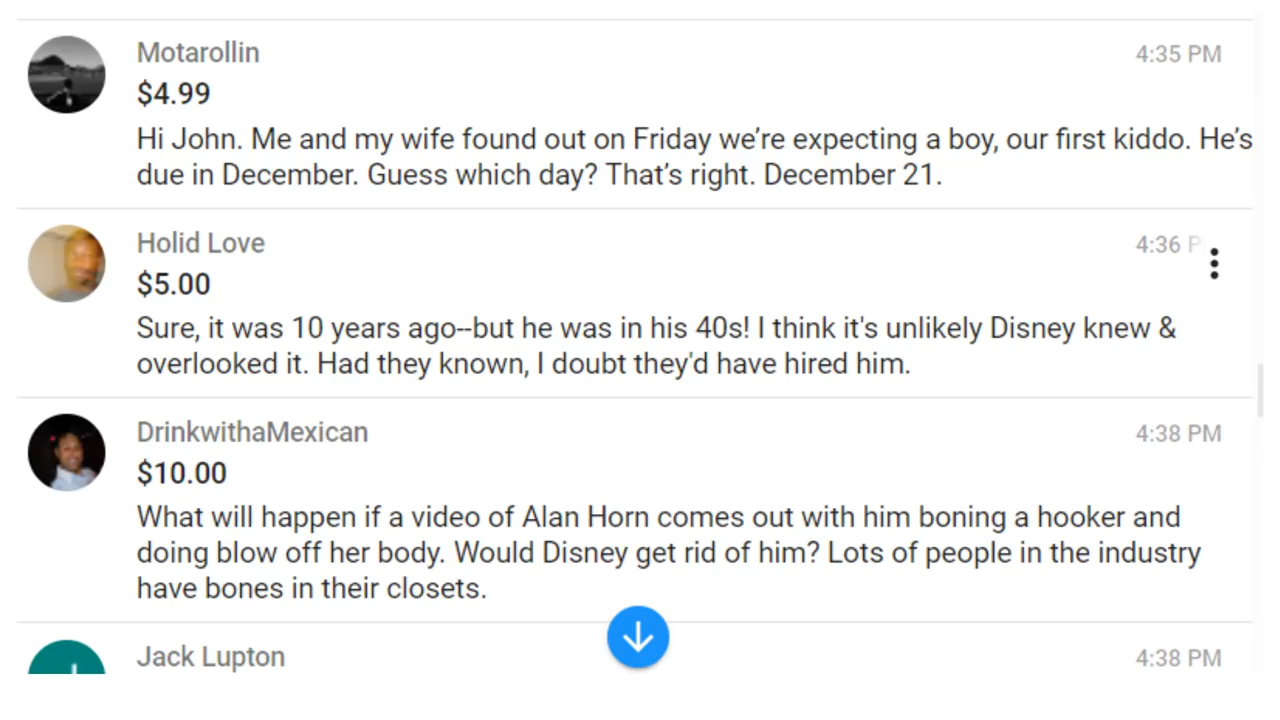 Motarollin
4:35 PM
$4.99
Hi John. Me and my wife found out on Friday we’re expecting a boy, our first kiddo. He’s
due in December. Guess which day? That’s right. December 21.
Holid Love
4:36 P
$5.00
Sure, it was 10 years ago--but he was in his 40s! I think it's unlikely Disney knew &
overlooked it. Had they known, I doubt they'd have hired him.
DrinkwithaMexican
4:38 PM
$10.00
What will happen if a video of Alan Horn comes out with him boning a hooker and
doing blow off her body. Would Disney get rid of him? Lots of people in the industry
have bones in their closets.
Jack Lupton
4:38 PM